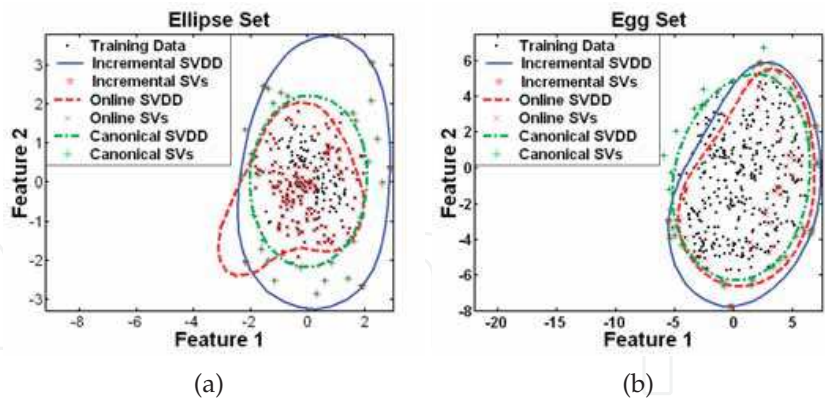 Ellipse Set
Training Data
Incremental SVDD
Incremental SVs
Online SVDD
Online SVs
Canonical SVDD
Canonical SVs
3
2
1
0
-1
-2
-3
Feature 2
-8
-6
-4
-2
0
2
Feature 1
(a)
Egg Set
Training Data
Incremental SVDD
Incremental SVs
Online SVDD
Online SVs
Canonical SVDD
Canonical SVs
6
4
2
0
-2
-4
-6
-8
Feature 2
-20
-15
-10
-5
0
5
Feature 1
(b)